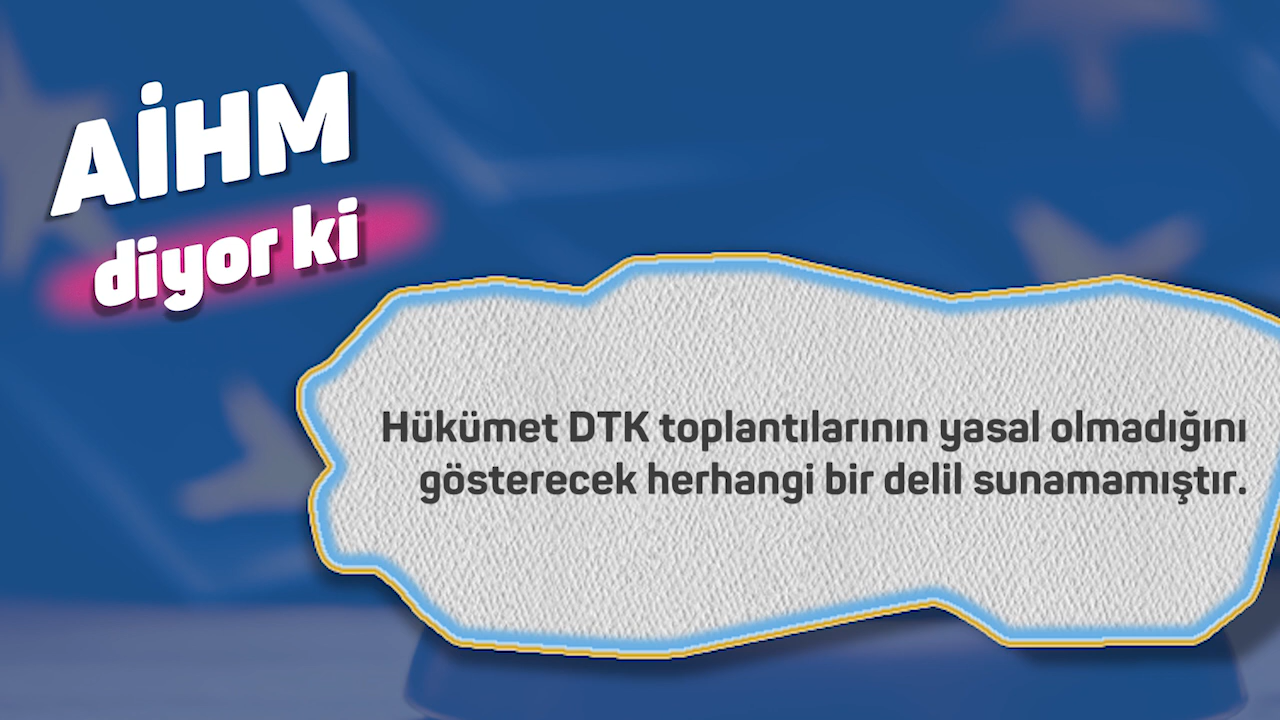 AİHM
diyor ki
Hükümet DTK toplantılarının yasal olmadığını
gösterecek herhangi bir delil sunamamıştır.